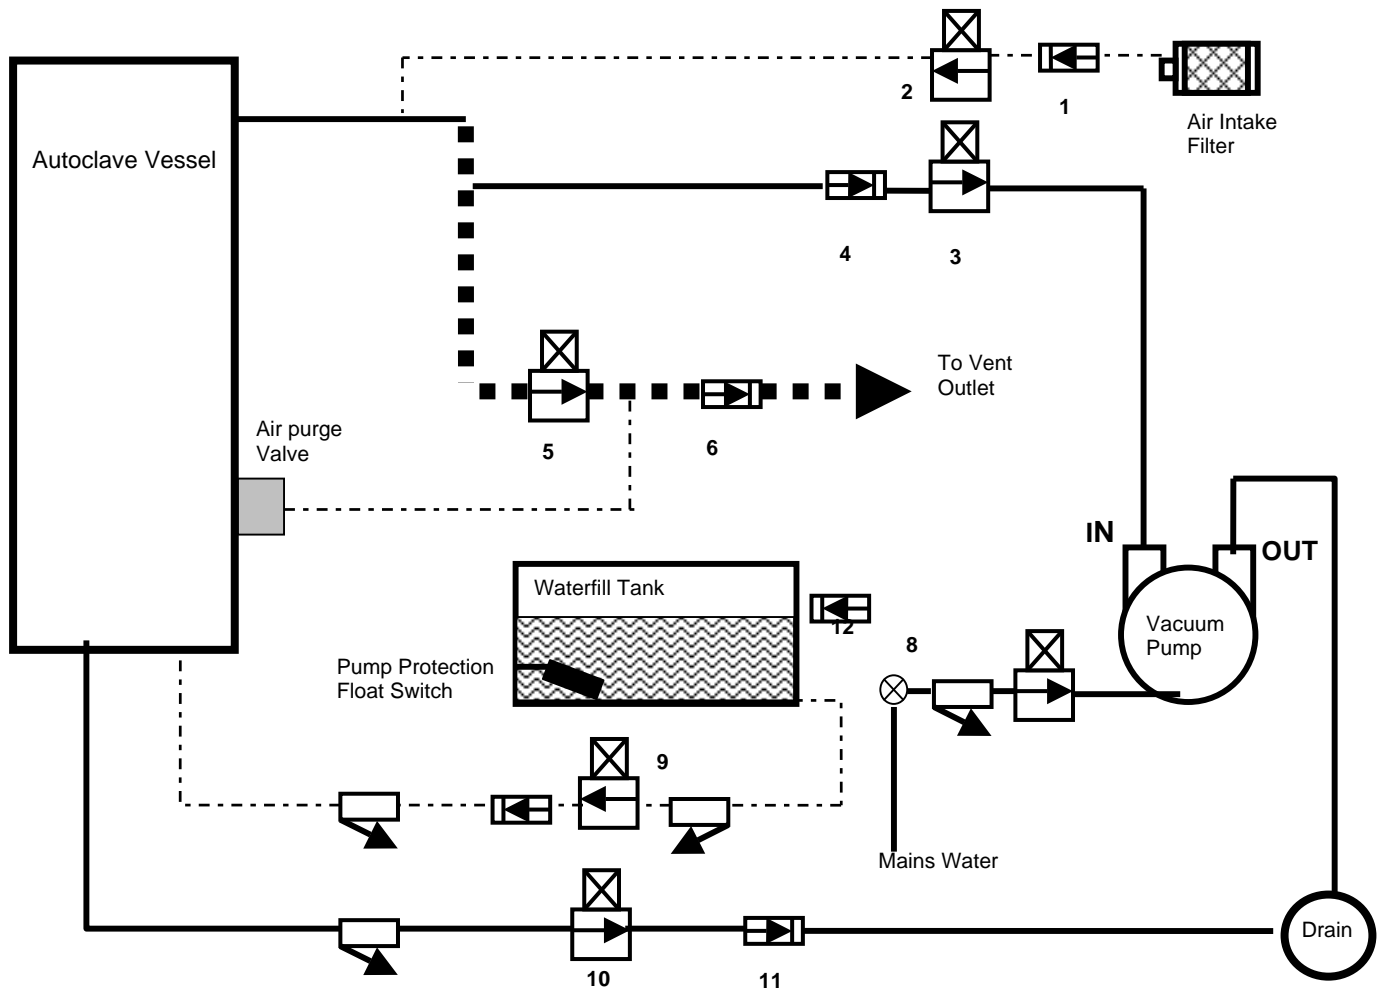 2
1
Air Intake
Filter
Autoclave Vessel
4
3
To Vent
Outlet
Air purge
Valve
5
6
IN
OUT
Waterfill Tank
12
8
Vacuum
Pump
Pump Protection
Float Switch
9
Mains Water
10
11
Drain